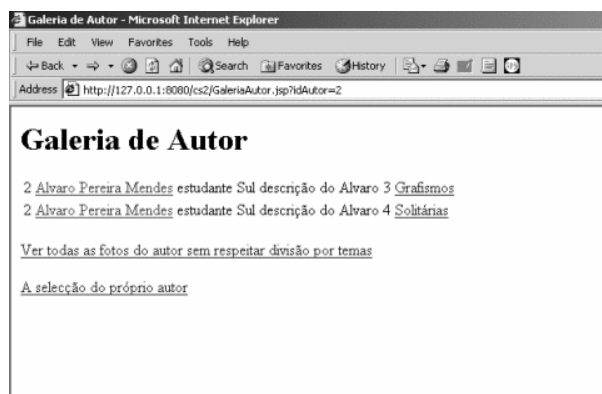 Galeria de Autor - Microsoft Internet Explorer
File Edit View Favorites Tools Help
Back Search Favorites History
Address http://127.0.0.1:8080/cs2/GaleriaAutor.jsp?idAutor=2
Galeria de Autor
2 Alvaro Pereira Mendes estudante Sul descrição do Alvaro 3 Grafismos
2 Alvaro Pereira Mendes estudante Sul descrição do Alvaro 4 Solitárias
Ver todas as fotos do autor sem respeitar divisão por temas
A selecção do próprio autor